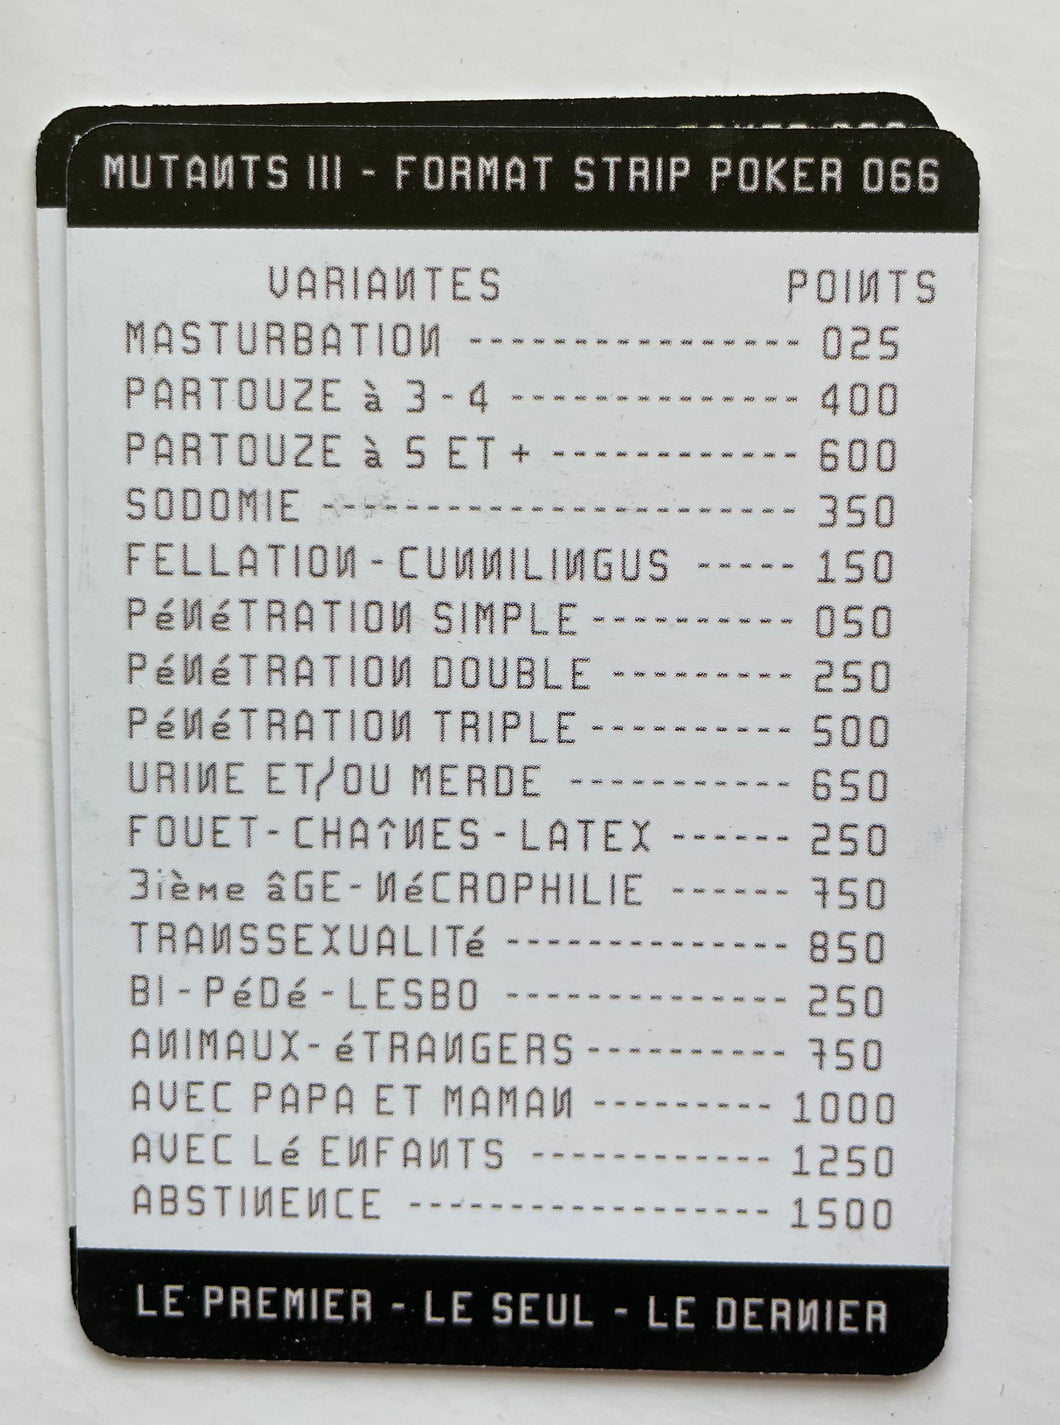 MUTANTS III - FORMAT STRIP POKER 066
VARIANTES POINTS
MASTURBATION ---------------- 025
PARTOUZE à 3-4 -------------- 400
PARTOUZE à 5 ET + ------------ 600
SODOMIE ----------------------- 350
FELLATION-CUNNILINGUS ----- 150
PéNéTRATION SIMPLE ---------- 050
PéNéTRATION DOUBLE --------- 250
PéNéTRATION TRIPLE ---------- 500
URINE ET/OU MERDE ----------- 650
FOUET-CHAîNES-LATEX ------ 250
3ième âGE-NéCROPHILIE ------ 750
TRANSSEXUALITé -------------- 850
BI-PéDé-LESBO -------------- 250
ANIMAUX-éTRANGERS ---------- 750
AVEC PAPA ET MAMAN --------- 1000
AVEC Lé ENFANTS ------------ 1250
ABSTINENCE ------------------ 1500
LE PREMIER - LE SEUL - LE DERNIER